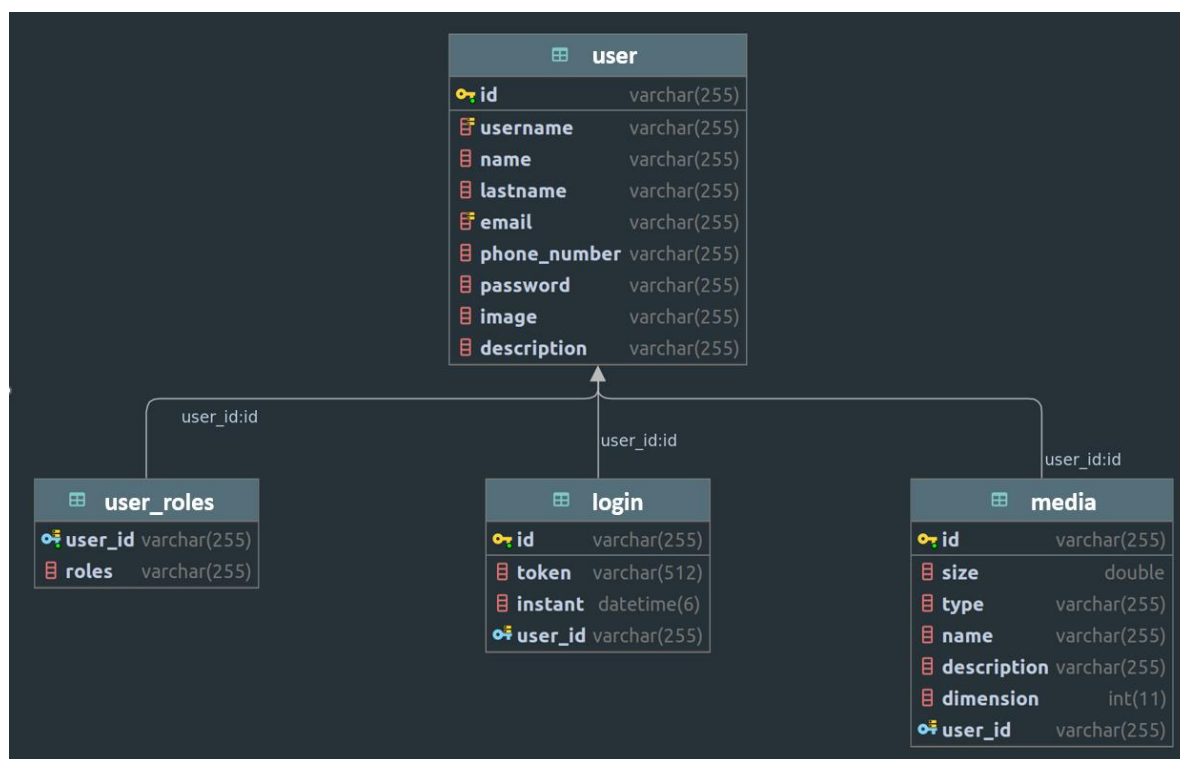 user
id varchar(255)
username varchar(255)
name varchar(255)
lastname varchar(255)
email varchar(255)
phone_number varchar(255)
password varchar(255)
image varchar(255)
description varchar(255)
user_id:id
user_id:id
user_id:id
user_roles
user_id varchar(255)
roles varchar(255)
login
id varchar(255)
token varchar(512)
instant datetime(6)
user_id varchar(255)
media
id varchar(255)
size double
type varchar(255)
name varchar(255)
description varchar(255)
dimension int(11)
user_id varchar(255)